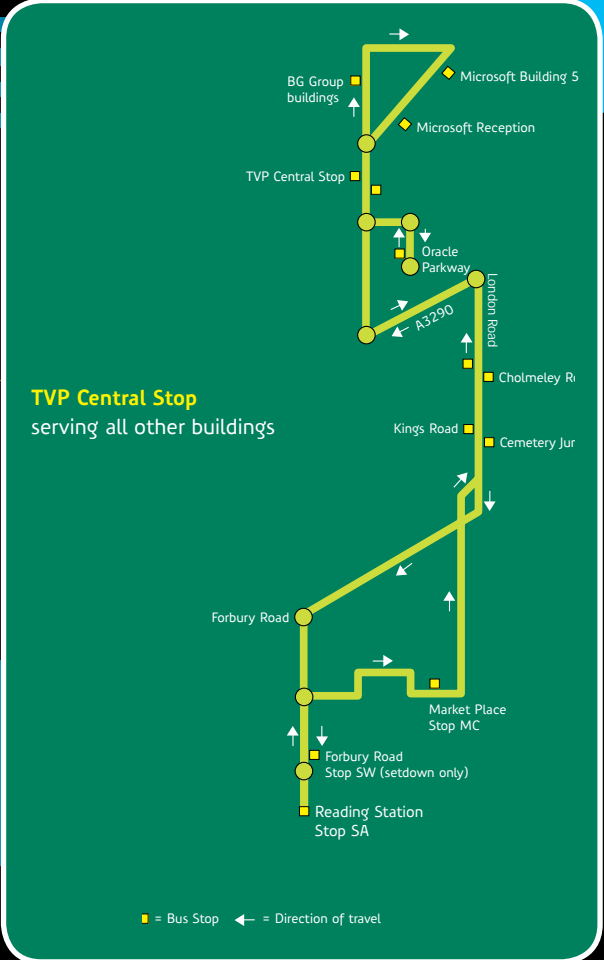 BG Group
buildings
Microsoft Building 5
Microsoft Reception
TVP Central Stop
Oracle
Parkway
London Road
A3290
Cholmeley
TVP Central Stop
serving all other buildings
Kings Road
Cemetery
Forbury Road
Market Place
Stop MC
Forbury Road
Stop SW (setdown only)
Reading Station
Stop SA
= Bus Stop
= Direction of travel